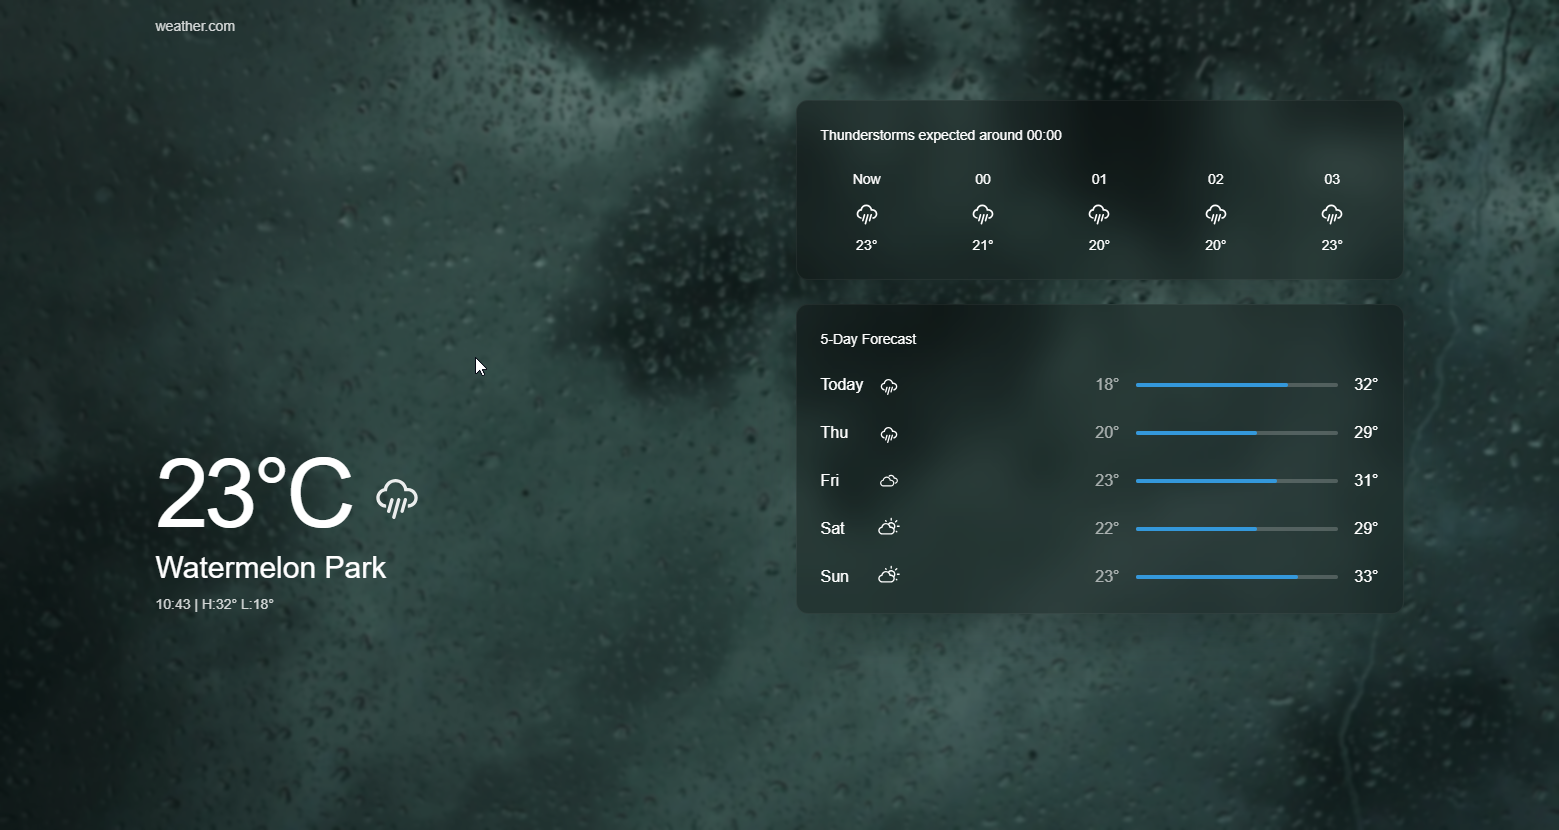 weather.com
23°C
Watermelon Park
10:43 | H:32° L:18°
Thunderstorms expected around 00:00
Now 00 01 02 03
23° 21° 20° 20° 23°
5-Day Forecast
Today 18° 32°
Thu 20° 29°
Fri 23° 31°
Sat 22° 29°
Sun 23° 33°